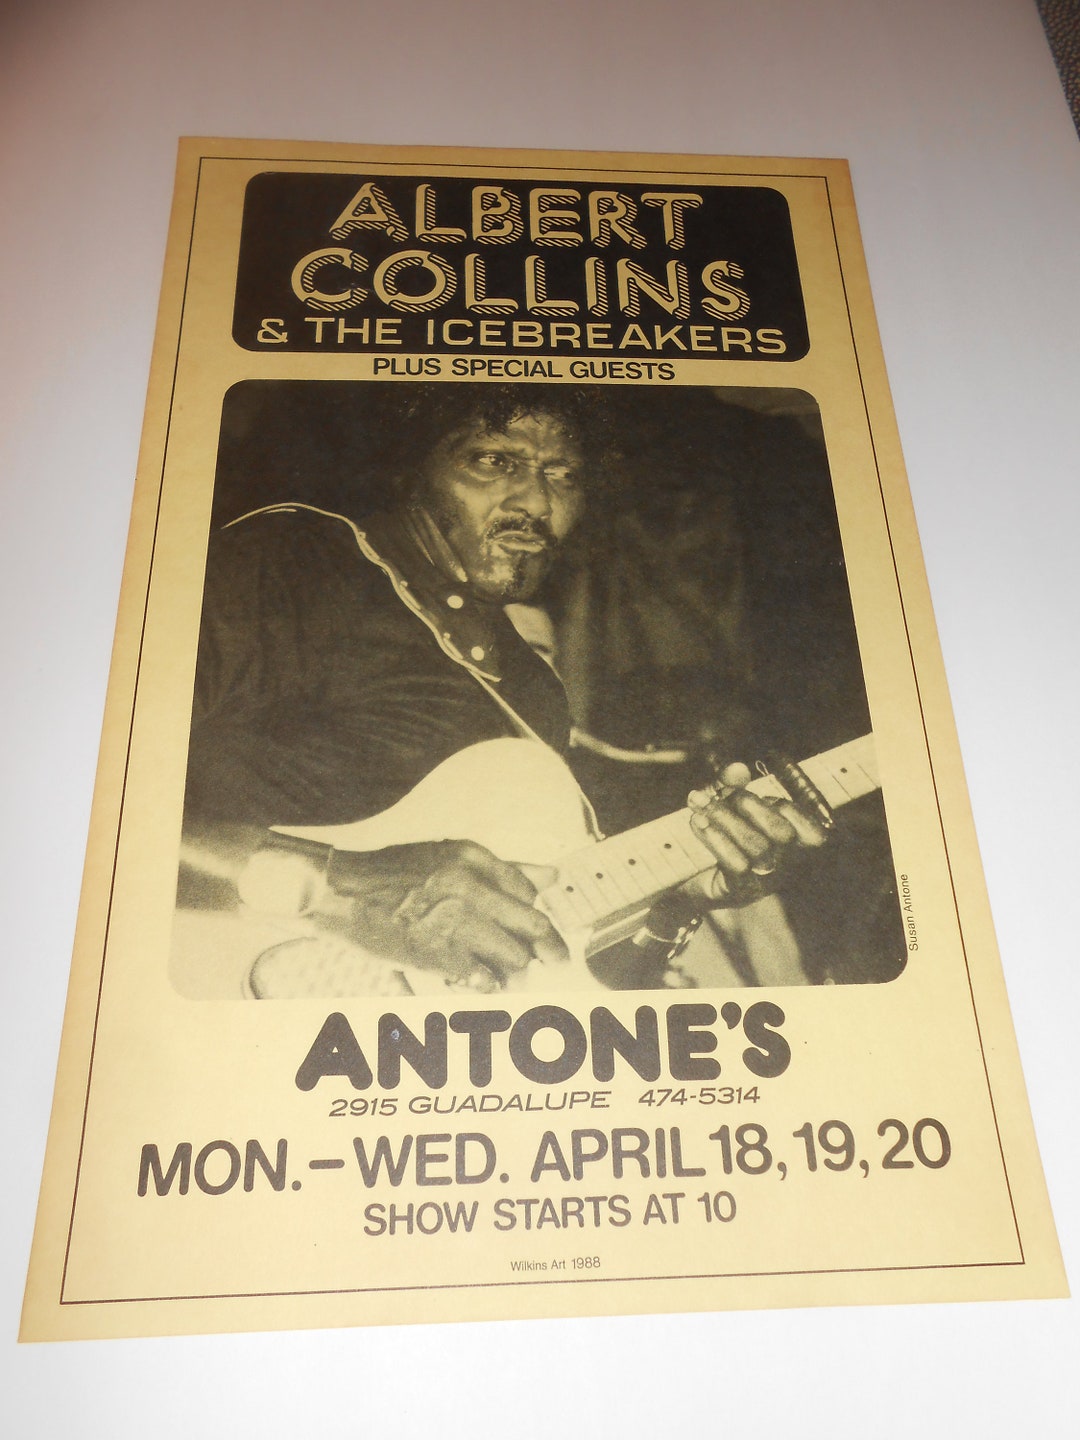 ALBERT
COLLINS
& THE ICEBREAKERS
PLUS SPECIAL GUESTS
Susan Antone
ANTONE'S
2915 GUADALUPE 474-5314
MON.–WED. APRIL 18, 19, 20
SHOW STARTS AT 10
Wilkins Art 1988